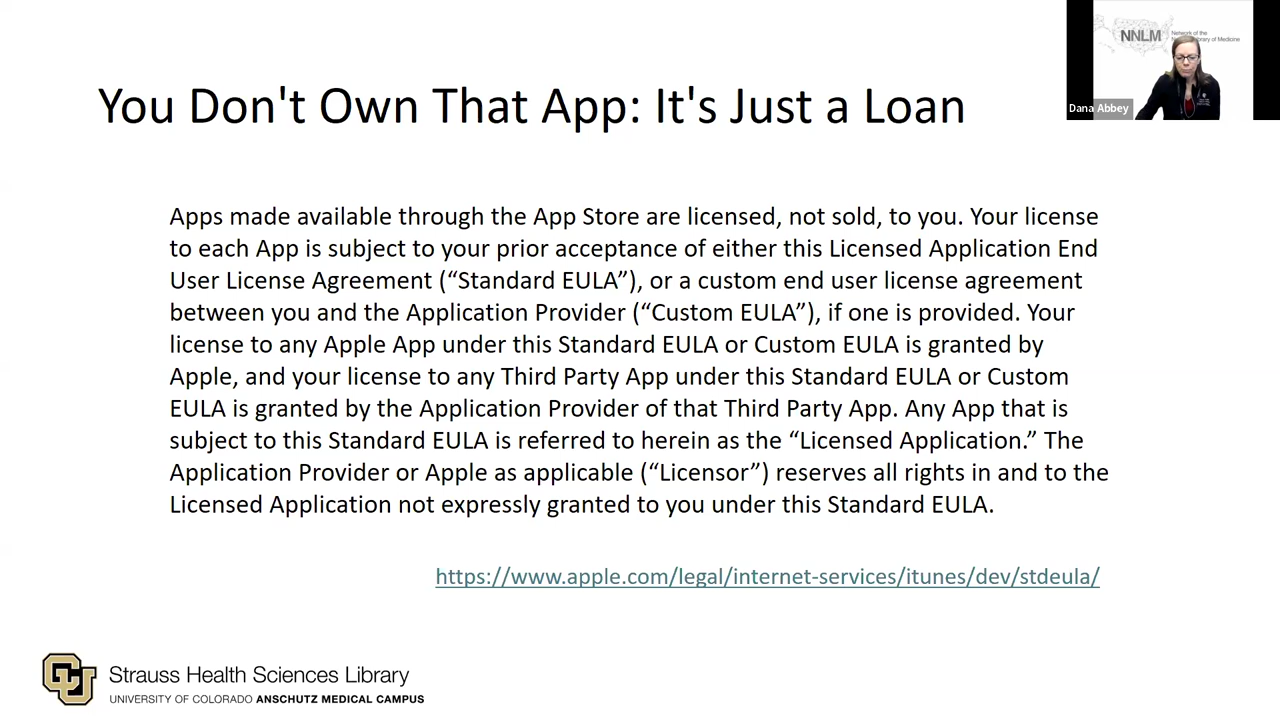 NNLM
Network of the
Library of Medicine
Dana Abbey
You Don't Own That App: It's Just a Loan
Apps made available through the App Store are licensed, not sold, to you. Your license
to each App is subject to your prior acceptance of either this Licensed Application End
User License Agreement (“Standard EULA”), or a custom end user license agreement
between you and the Application Provider (“Custom EULA”), if one is provided. Your
license to any Apple App under this Standard EULA or Custom EULA is granted by
Apple, and your license to any Third Party App under this Standard EULA or Custom
EULA is granted by the Application Provider of that Third Party App. Any App that is
subject to this Standard EULA is referred to herein as the “Licensed Application.” The
Application Provider or Apple as applicable (“Licensor”) reserves all rights in and to the
Licensed Application not expressly granted to you under this Standard EULA.
https://www.apple.com/legal/internet-services/itunes/dev/stdeula/
CU
Strauss Health Sciences Library
UNIVERSITY OF COLORADO ANSCHUTZ MEDICAL CAMPUS